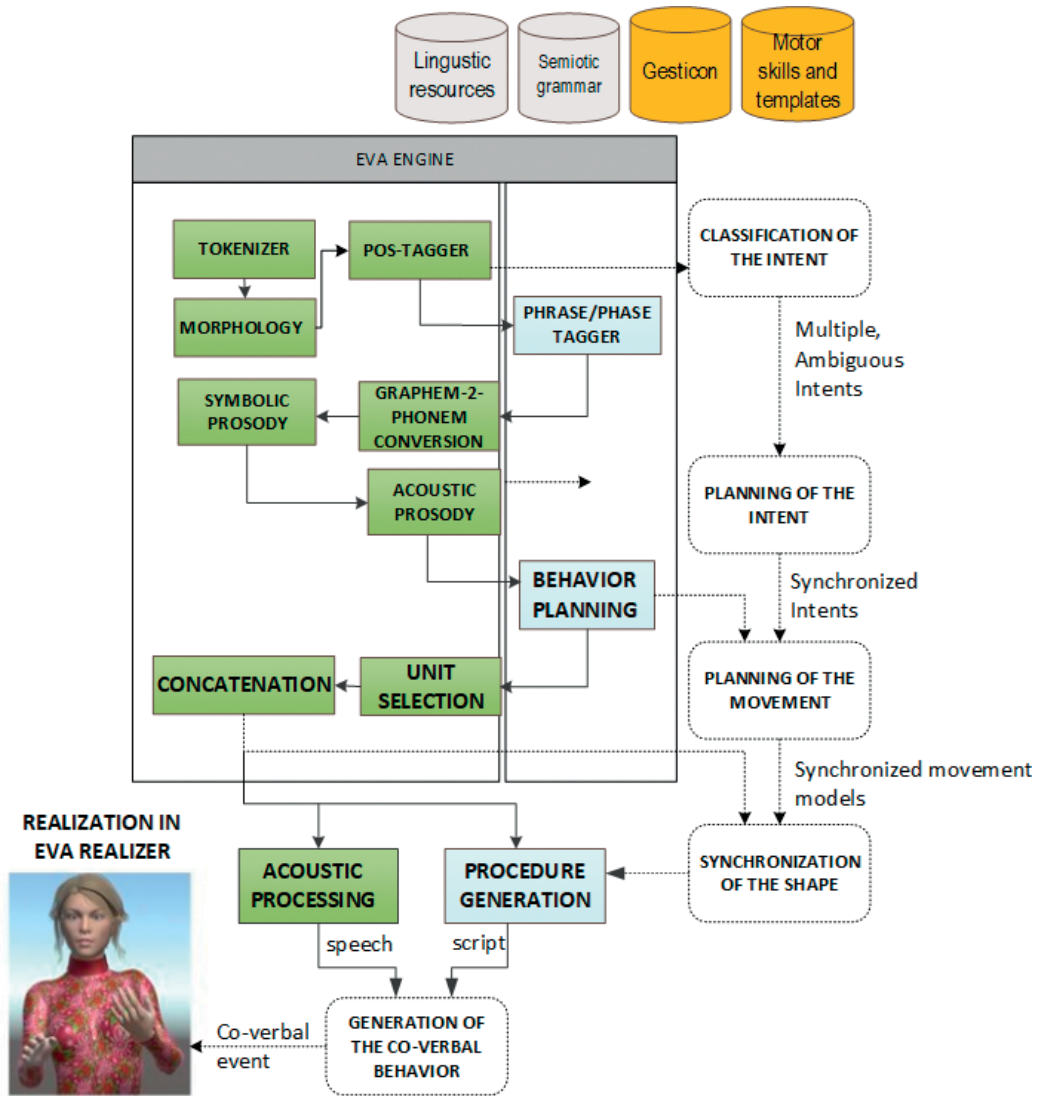 Lingustic
resources
Semiotic
grammar
Gesticon
Motor
skills and
templates
EVA ENGINE
TOKENIZER
POS-TAGGER
CLASSIFICATION OF
THE INTENT
MORPHOLOGY
PHRASE/PHASE
TAGGER
Multiple,
Ambiguous
Intents
SYMBOLIC
PROSODY
GRAPHEM-2-
PHONEM
CONVERSION
ACOUSTIC
PROSODY
PLANNING OF THE
INTENT
BEHAVIOR
PLANNING
Synchronized
Intents
CONCATENATION
UNIT
SELECTION
PLANNING OF THE
MOVEMENT
Synchronized movement
models
REALIZATION IN
EVA REALIZER
ACOUSTIC
PROCESSING
PROCEDURE
GENERATION
SYNCHRONIZATION
OF THE SHAPE
speech
script
Co-verbal
event
GENERATION OF
THE CO-VERBAL
BEHAVIOR